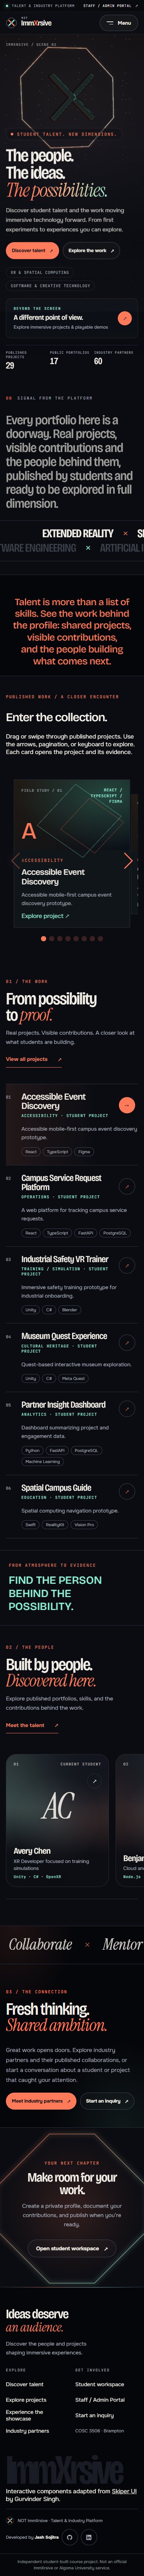 TALENT & INDUSTRY PLATFORM
STAFF / ADMIN PORTAL ↗
NOT
ImmXrsive
Menu
IMMXRSIVE / SCENE 01
STUDENT TALENT, NEW DIMENSIONS.
The people.
The ideas.
The possibilities.
Discover student talent and the work moving
immersive technology forward. From first
experiments to experiences you can explore.
Discover talent ↗
Explore the work ↗
XR & SPATIAL COMPUTING
SOFTWARE & CREATIVE TECHNOLOGY
BEYOND THE SCREEN
A different point of view.
Explore immersive projects & playable demos
PUBLISHED PROJECTS
29
PUBLIC PORTFOLIOS
17
INDUSTRY PARTNERS
60
00 SIGNAL FROM THE PLATFORM
Every portfolio here is a
doorway. Real projects,
visible contributions and
the people behind them,
published by students and
ready to be explored in full
dimension.
EXTENDED REALITY
WARE ENGINEERING × ARTIFICIAL I
Talent is more than a list of
skills. See the work behind
the profile: shared projects,
visible contributions,
and the people building
what comes next.
PUBLISHED WORK / A CLOSER ENCOUNTER
Enter the collection.
Drag or swipe through published projects. Use
the arrows, pagination, or keyboard to explore.
Each card opens the project and its evidence.
FIELD STUDY / 01
REACT /
TYPESCRIPT /
FIGMA
A
ACCESSIBILITY
Accessible Event
Discovery
Accessible mobile-first campus event
discovery prototype.
Explore project ↗
01 / THE WORK
From possibility
to proof.
Real projects. Visible contributions. A closer look at
what students are building.
View all projects ↗
01
Accessible Event
Discovery
ACCESSIBILITY · STUDENT PROJECT
Accessible mobile-first campus event discovery
prototype.
React TypeScript Figma
02
Campus Service Request
Platform
OPERATIONS · STUDENT PROJECT
A web platform for tracking campus service
requests.
React TypeScript FastAPI PostgreSQL
03
Industrial Safety VR Trainer
TRAINING / SIMULATION · STUDENT
PROJECT
Immersive safety training prototype for
industrial onboarding.
Unity C# Blender
04
Museum Quest Experience
CULTURAL HERITAGE · STUDENT
PROJECT
Quest-based interactive museum exploration.
Unity C# Meta Quest
05
Partner Insight Dashboard
ANALYTICS · STUDENT PROJECT
Dashboard summarizing project and
engagement data.
Python FastAPI PostgreSQL
Machine Learning
06
Spatial Campus Guide
EDUCATION · STUDENT PROJECT
Spatial computing navigation prototype.
Swift RealityKit Vision Pro
FROM ATMOSPHERE TO EVIDENCE
FIND THE PERSON
BEHIND THE
POSSIBILITY.
02 / THE PEOPLE
Built by people.
Discovered here.
Explore portfolios, skills, and the
contributions behind the work.
Meet the talent ↗
01 CURRENT STUDENT
AC
Avery Chen
XR Developer focused on training
simulations
Unity · C# · OpenXR
Collaborate × Mentor
03 / THE CONNECTION
Fresh thinking.
Shared ambition.
Great work opens doors. Explore industry
partners and their published collaborations, or
start a conversation about a student or project
that caught your attention.
Meet industry partners ↗
Start an inquiry ↗
YOUR NEXT CHAPTER
Make room for your
work.
Create a private profile, document your
contributions, and publish when you're
ready.
Open student workspace ↗
Ideas deserve
an audience.
Discover the people and projects
shaping immersive experiences.
EXPLORE
Discover talent
Explore projects
Experience the
showcase
Industry partners
GET INVOLVED
Student workspace
Staff / Admin Portal
Start an inquiry
COSC 3506 · Brampton
ImmXrsive
Interactive components adapted from Skiper UI
by Gurvinder Singh.
NOT ImmXrsive · Talent & Industry Platform
Developed by Jash Sojitra
Independent student-built course project. Not an official
ImmXrsive or Algoma University service.